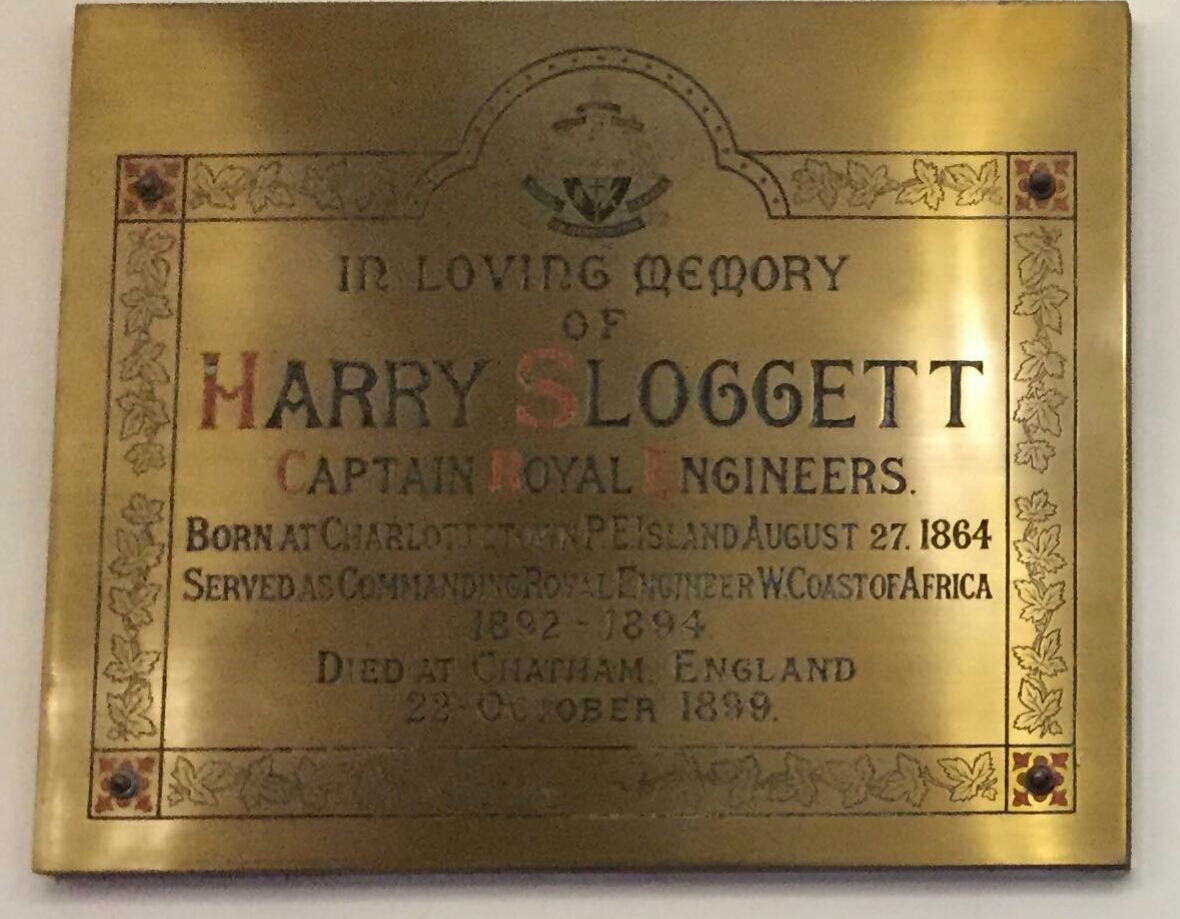 IN LOVING MEMORY
OF
HARRY SLOGGETT
CAPTAIN ROYAL ENGINEERS.
BORN AT CHARLOTTETOWN P.E ISLAND AUGUST 27. 1864
SERVED AS COMMANDING ROYAL ENGINEER W. COAST OF AFRICA
1892 - 1894.
DIED AT CHATHAM, ENGLAND
OCTOBER 1899.